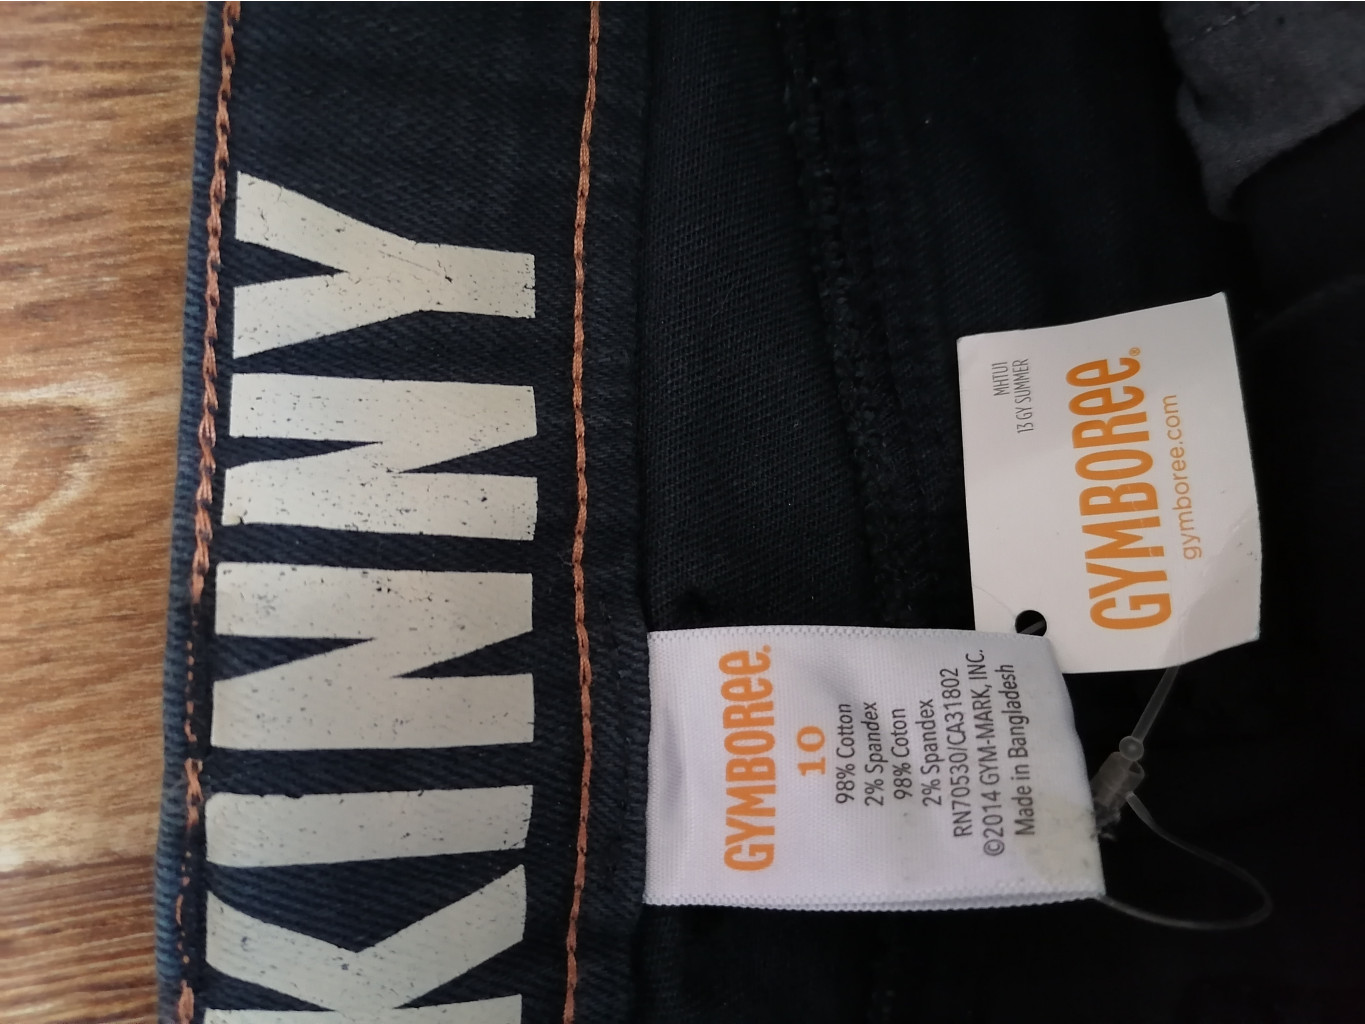 KINNY
GYMBOREE.
10
98% Cotton
2% Spandex
98% Coton
2% Spandex
RN70530/CA31802
©2014 GYM-MARK, INC.
Made in Bangladesh
MHTU1
13 GY SUMMER
GYMBOREE®
gymboree.com